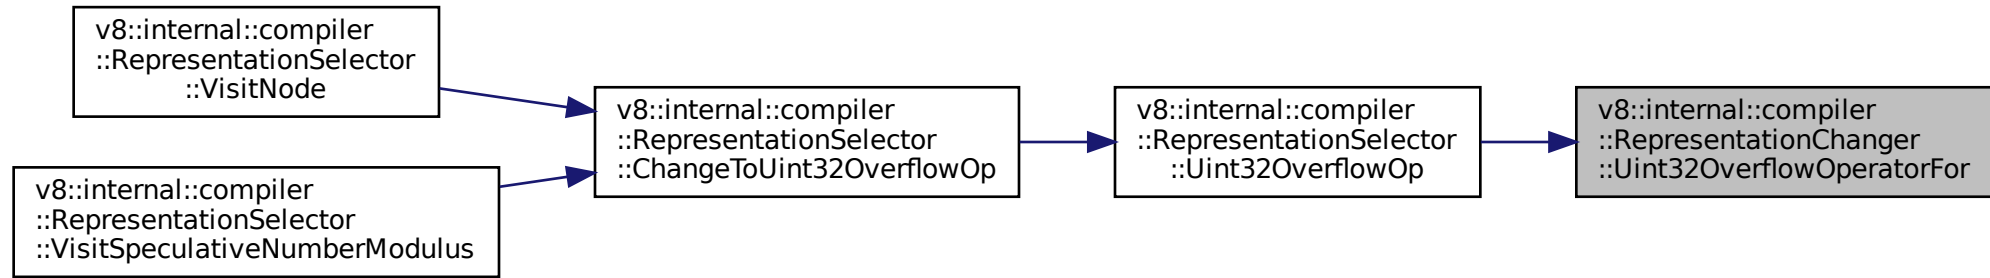 v8::internal::compiler
::RepresentationSelector
::VisitNode
v8::internal::compiler
::RepresentationSelector
::VisitSpeculativeNumberModulus
v8::internal::compiler
::RepresentationSelector
::ChangeToUint32OverflowOp
v8::internal::compiler
::RepresentationSelector
::Uint32OverflowOp
v8::internal::compiler
::RepresentationChanger
::Uint32OverflowOperatorFor